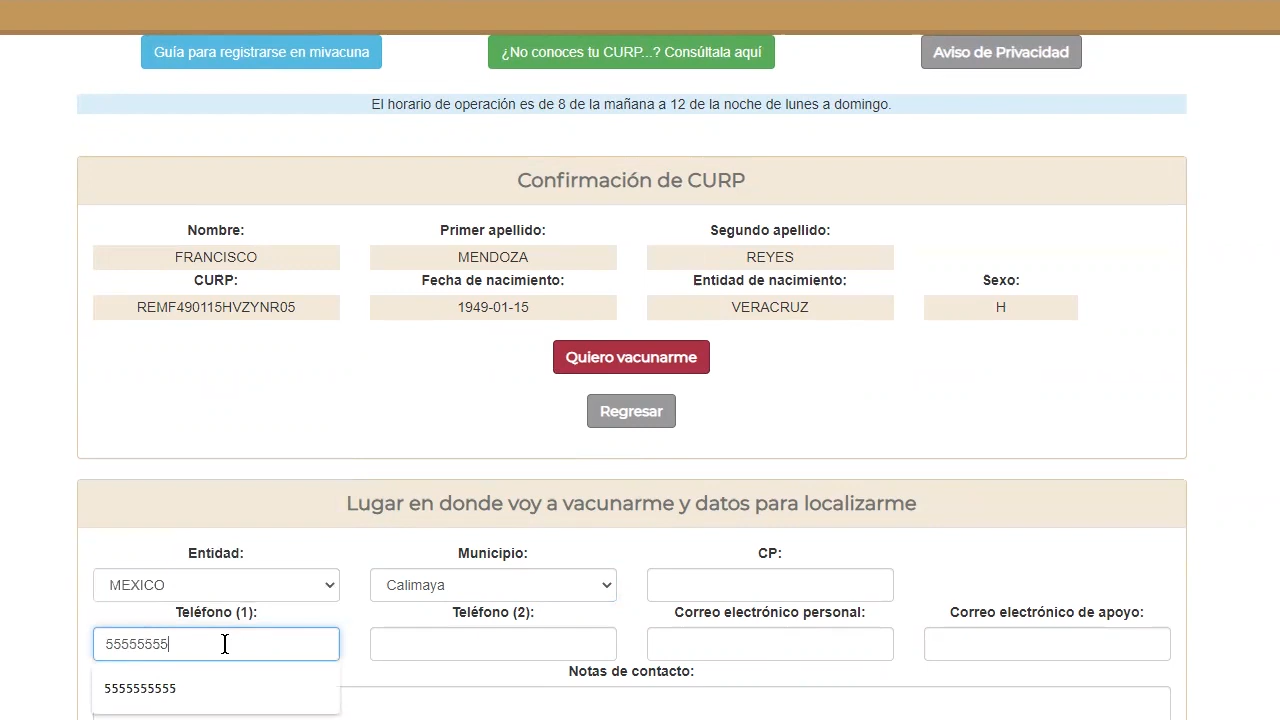 Guía para registrarse en mivacuna
¿No conoces tu CURP...? Consúltala aquí
Aviso de Privacidad
El horario de operación es de 8 de la mañana a 12 de la noche de lunes a domingo.
Confirmación de CURP
Nombre: Primer apellido: Segundo apellido:
FRANCISCO MENDOZA REYES
CURP: Fecha de nacimiento: Entidad de nacimiento: Sexo:
REMF490115HVZYNR05 1949-01-15 VERACRUZ H
Quiero vacunarme
Regresar
Lugar en donde voy a vacunarme y datos para localizarme
Entidad: Municipio: CP:
MEXICO Calimaya
Teléfono (1): Teléfono (2): Correo electrónico personal: Correo electrónico de apoyo:
55555555
Notas de contacto:
5555555555